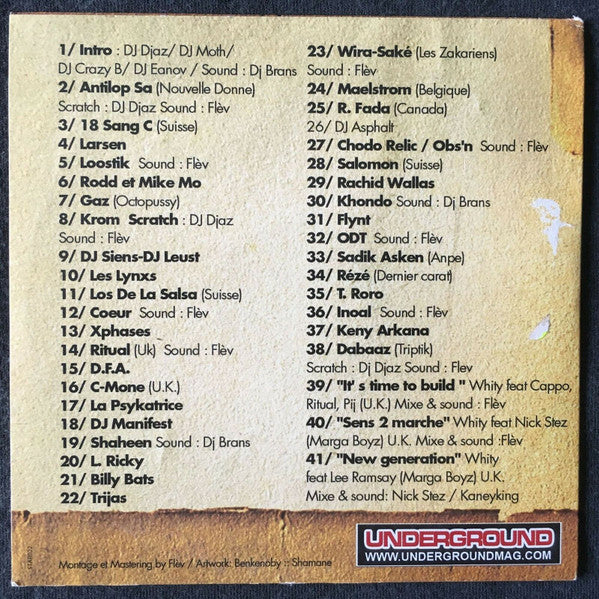 1/ Intro : DJ Djaz/ DJ Moth/
DJ Crazy B/ DJ Eanov / Sound : Dj Brans
2/ Antilop Sa (Nouvelle Donne)
Scratch : DJ Djaz Sound : Flèv
3/ 18 Sang C (Suisse)
4/ Larsen
5/ Loostik Sound : Flèv
6/ Rodd et Mike Mo
7/ Gaz (Octopussy)
8/ Krom Scratch : DJ Djaz
Sound : Flèv
9/ DJ Siens-DJ Leust
10/ Les Lynxs
11/ Los De La Salsa (Suisse)
12/ Coeur Sound : Flèv
13/ Xphases
14/ Ritual (Uk) Sound : Flèv
15/ D.F.A.
16/ C-Mone (U.K.)
17/ La Psykatrice
18/ DJ Manifest
19/ Shaheen Sound : Dj Brans
20/ L. Ricky
21/ Billy Bats
22/ Trijas
23/ Wira-Saké (Les Zakariens)
Sound : Flèv
24/ Maelstrom (Belgique)
25/ R. Fada (Canada)
26/ DJ Asphalt
27/ Chodo Relic / Obs'n Sound : Flèv
28/ Salomon (Suisse)
29/ Rachid Wallas
30/ Khondo Sound : Dj Brans
31/ Flynt
32/ ODT Sound : Flèv
33/ Sadik Asken (Anpe)
34/ Rézé (Dernier carat)
35/ T. Roro
36/ Inoal Sound : Flèv
37/ Keny Arkana
38/ Dabaaz (Triptik)
Scratch : Dj Djaz Sound : Flev
39/ "It' s time to build " Whity feat Cappo,
Ritual, Pij (U.K.) Mixe & sound : Flèv
40/ "Sens 2 marche" Whity feat Nick Stez
(Marga Boyz) U.K. Mixe & sound :Flèv
41/ "New generation" Whity
feat Lee Ramsay (Marga Boyz) U.K.
Mixe & sound: Nick Stez / Kaneyking
UNDERGROUND
WWW.UNDERGROUNDMAG.COM
Montage et Mastering by Flèv / Artwork: Benkenoby :: Shamane